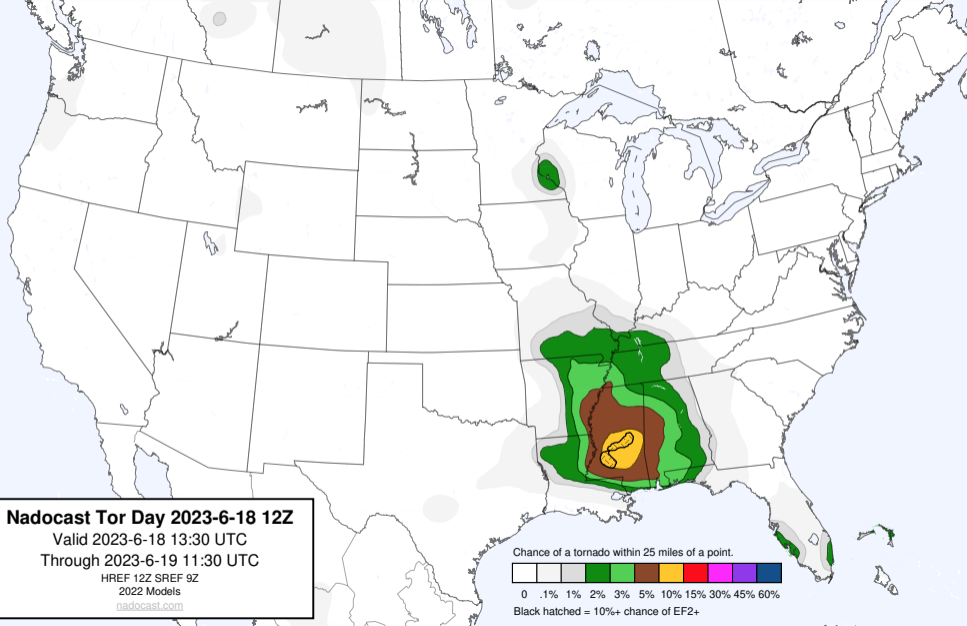 Nadocast Tor Day 2023-6-18 12Z
Valid 2023-6-18 13:30 UTC
Through 2023-6-19 11:30 UTC
HREF 12Z SREF 9Z
2022 Models
nadocast.com
Chance of a tornado within 25 miles of a point.
0 .1% 1% 2% 3% 5% 10% 15% 30% 45% 60%
Black hatched = 10%+ chance of EF2+